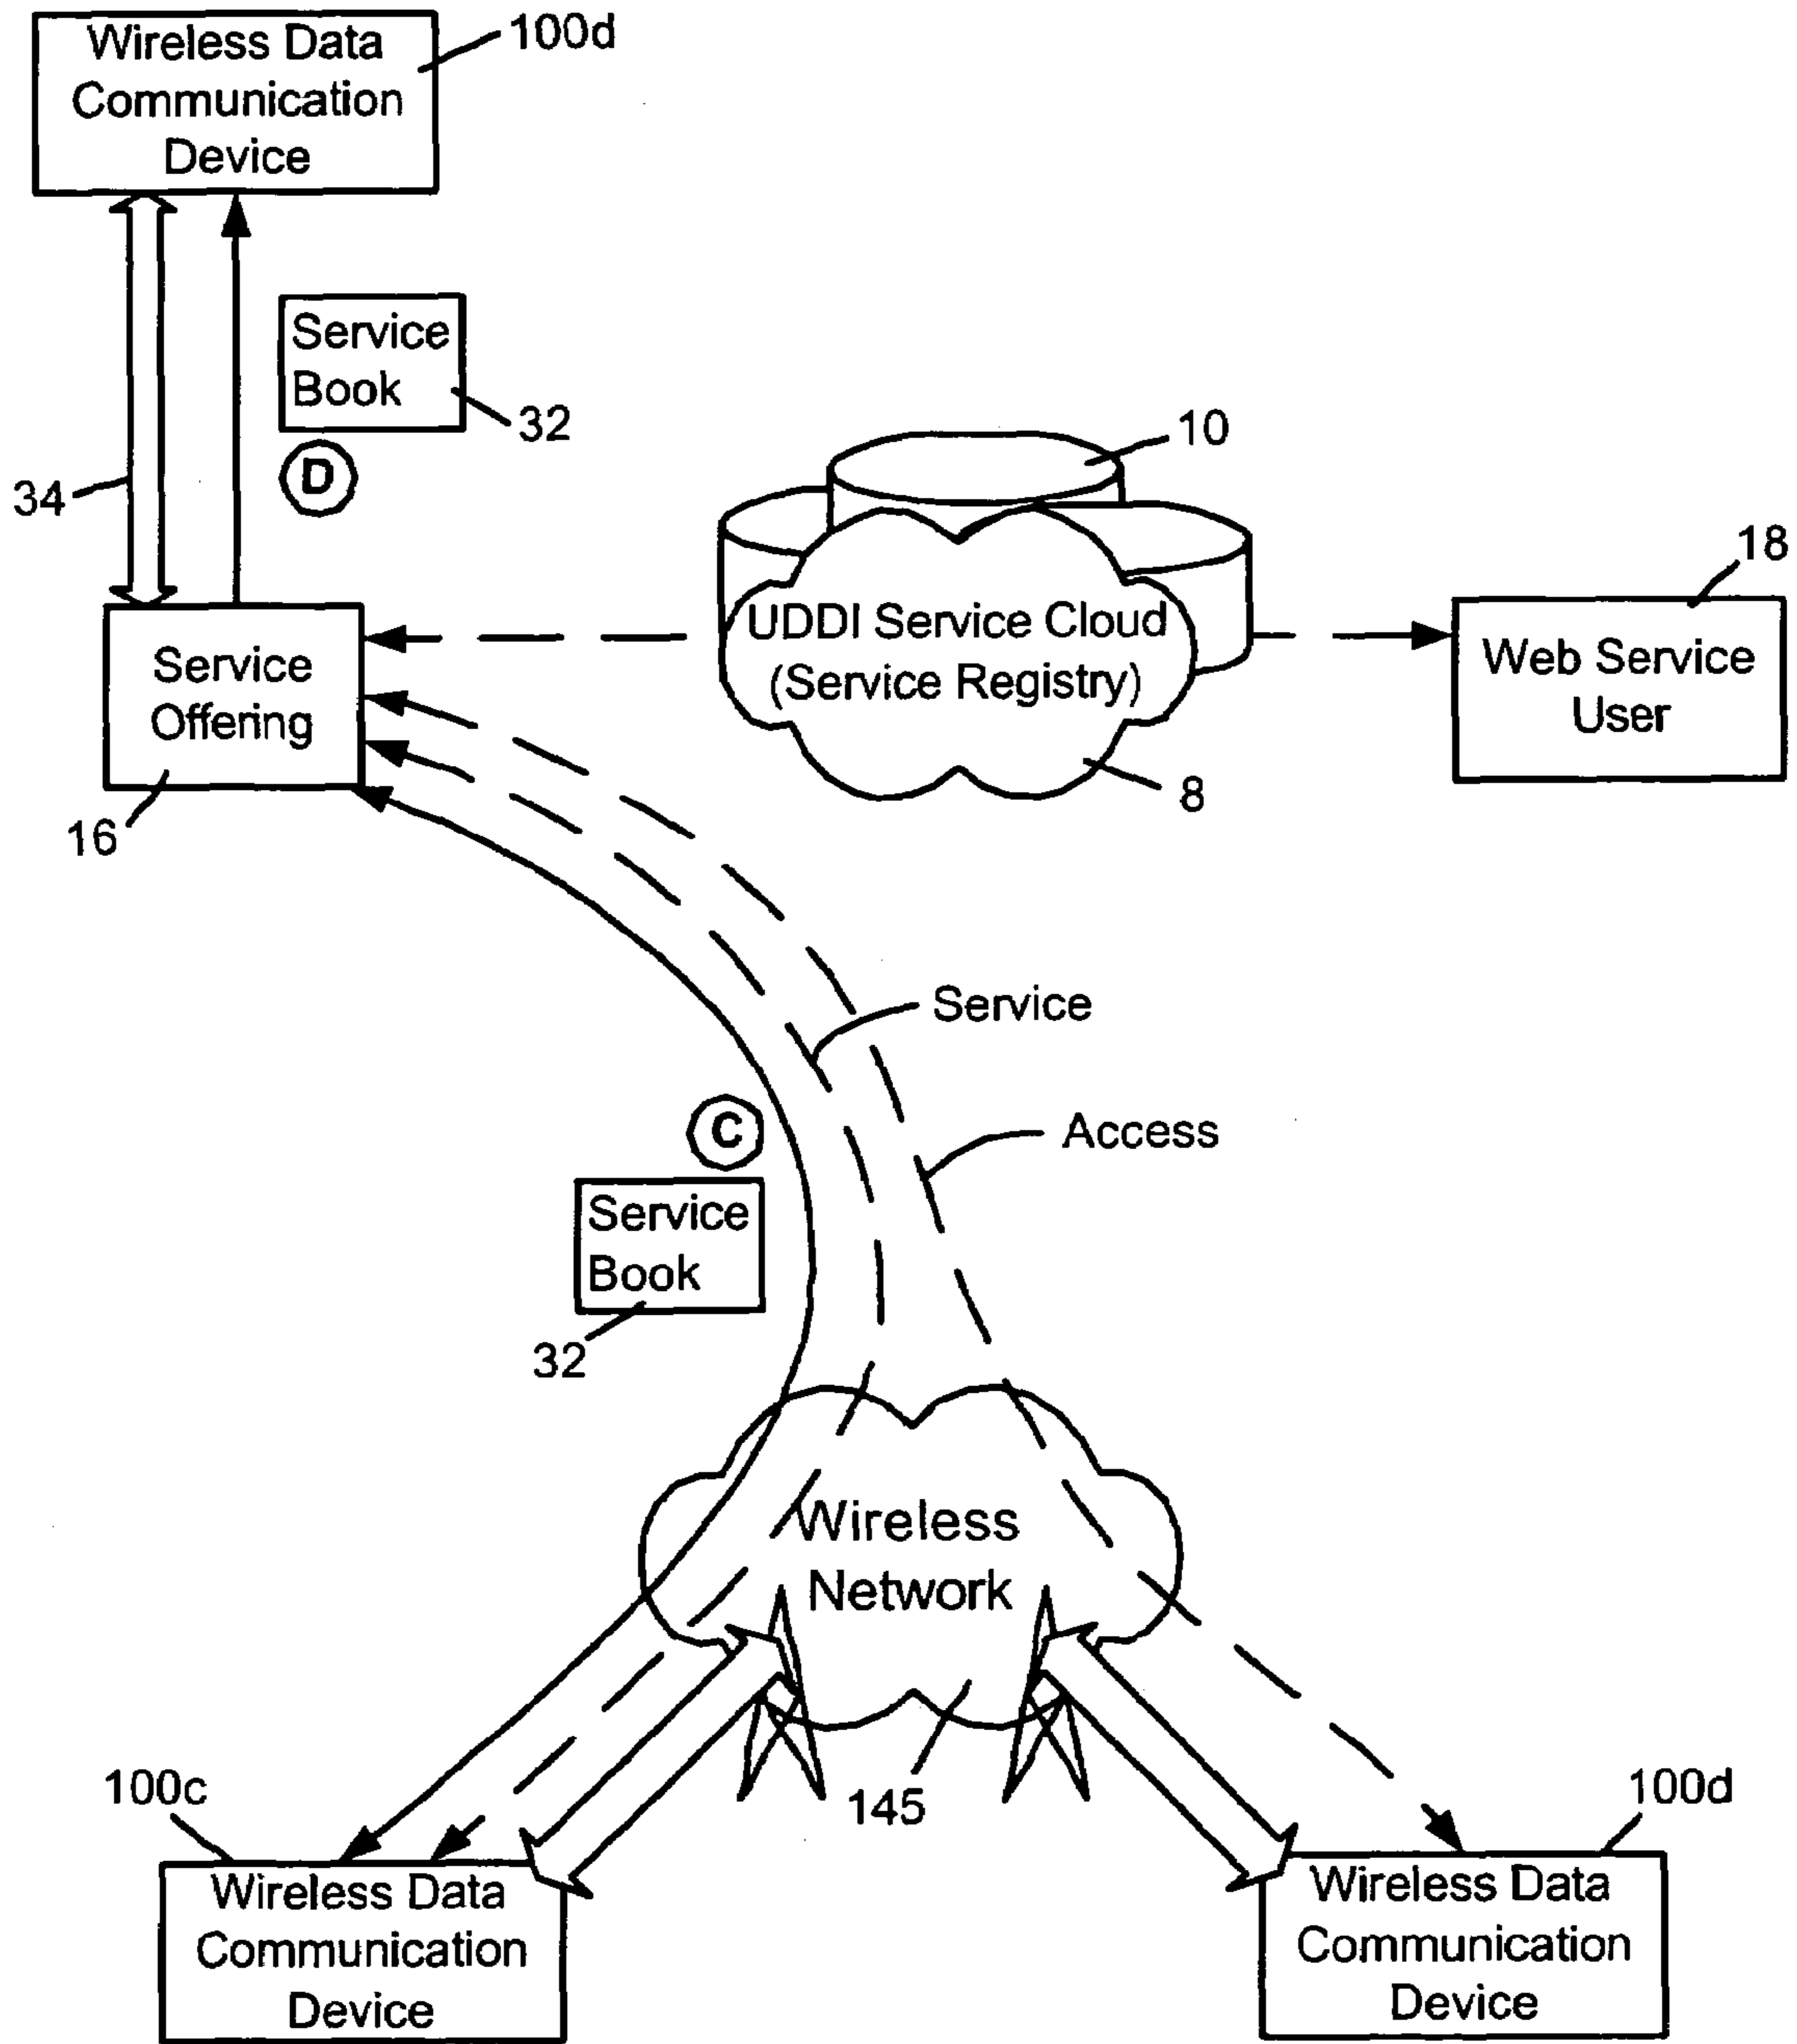 Wireless Data
Communication
Device
100d
Service
Book
32
D
34
10
18
UDDI Service Cloud
(Service Registry)
Web Service
User
Service
Offering
8
16
Service
C
Access
Service
Book
32
Wireless
Network
100c
145
100d
Wireless Data
Communication
Device
Wireless Data
Communication
Device